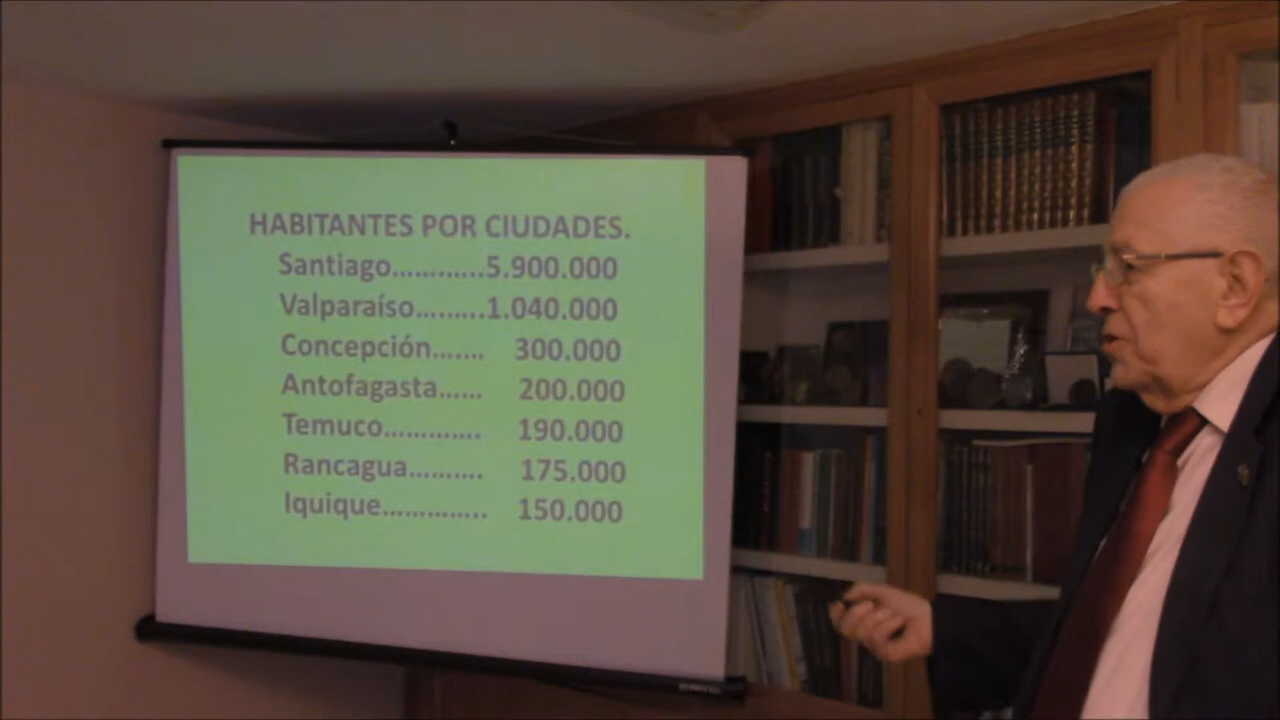 HABITANTES POR CIUDADES.
Santiago............5.900.000
Valparaíso.........1.040.000
Concepción....... 300.000
Antofagasta...... 200.000
Temuco............. 190.000
Rancagua.......... 175.000
Iquique.............. 150.000